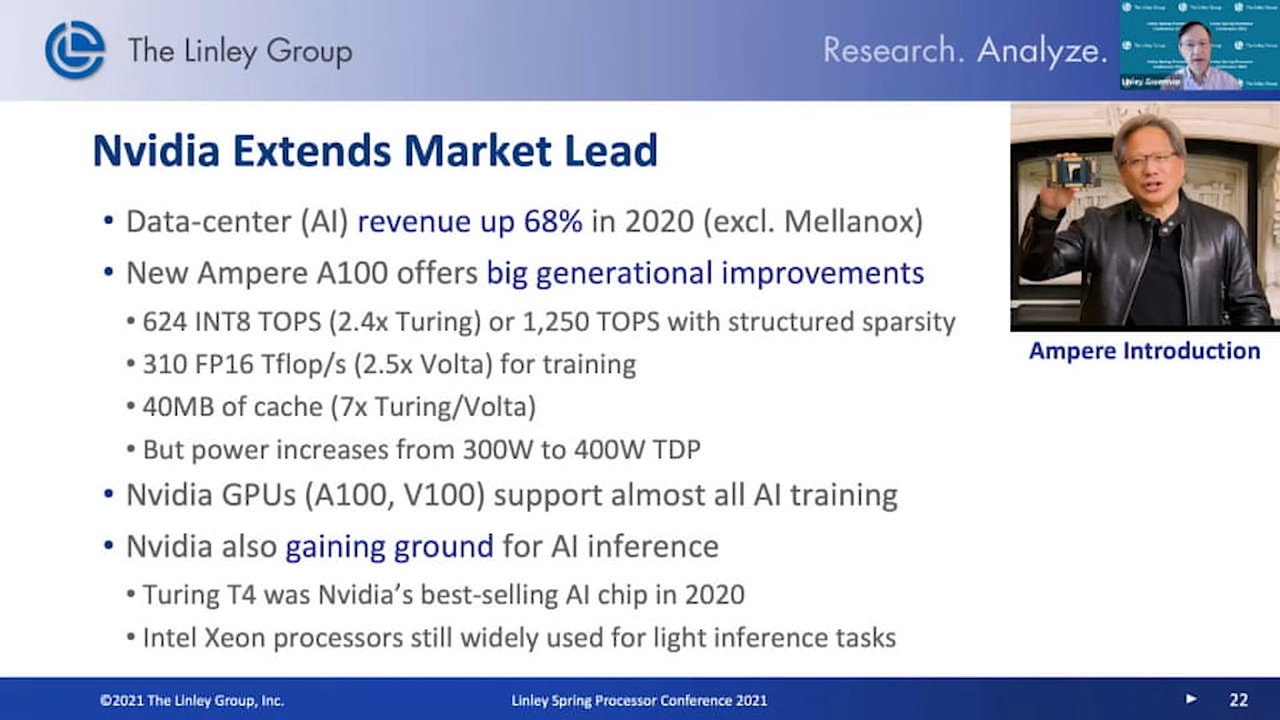 The Linley Group
Research. Analyze.
Nvidia Extends Market Lead
• Data-center (AI) revenue up 68% in 2020 (excl. Mellanox)
• New Ampere A100 offers big generational improvements
• 624 INT8 TOPS (2.4x Turing) or 1,250 TOPS with structured sparsity
• 310 FP16 Tflop/s (2.5x Volta) for training
• 40MB of cache (7x Turing/Volta)
• But power increases from 300W to 400W TDP
• Nvidia GPUs (A100, V100) support almost all AI training
• Nvidia also gaining ground for AI inference
• Turing T4 was Nvidia’s best-selling AI chip in 2020
• Intel Xeon processors still widely used for light inference tasks
Ampere Introduction
©2021 The Linley Group, Inc.
Linley Spring Processor Conference 2021
22